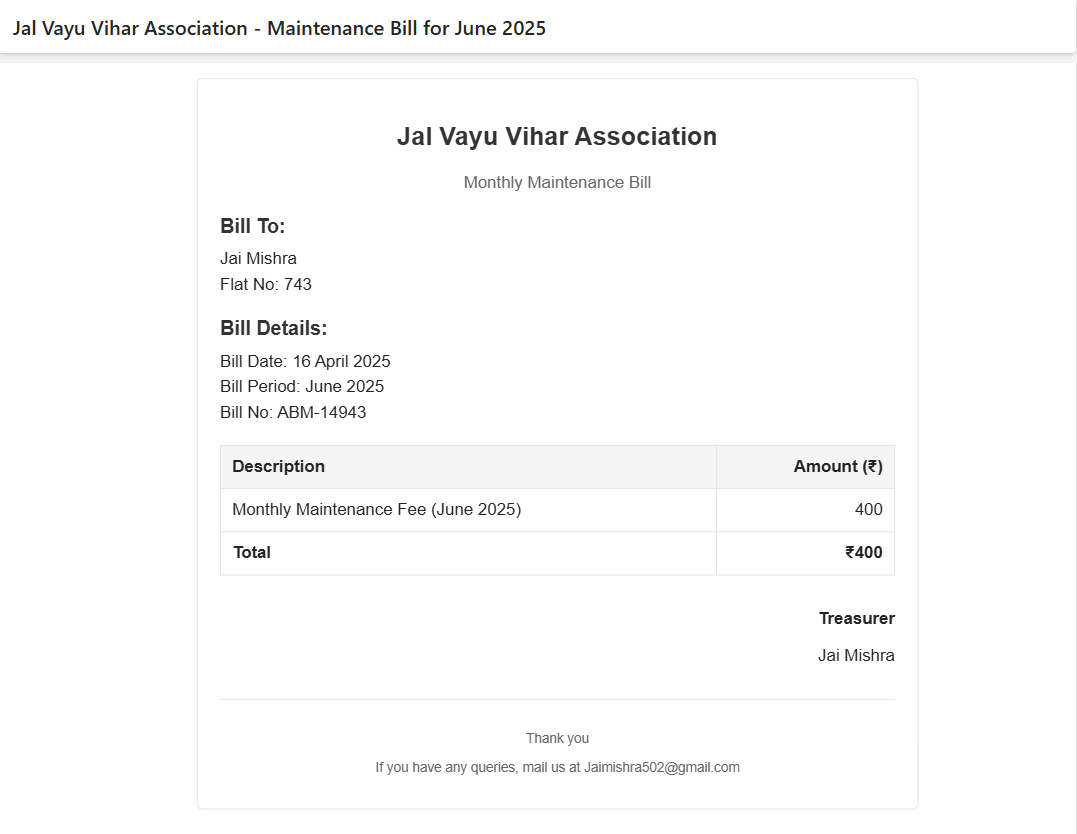 Jal Vayu Vihar Association - Maintenance Bill for June 2025
Jal Vayu Vihar Association
Monthly Maintenance Bill
Bill To:
Jai Mishra
Flat No: 743
Bill Details:
Bill Date: 16 April 2025
Bill Period: June 2025
Bill No: ABM-14943
Description Amount (₹)
Monthly Maintenance Fee (June 2025) 400
Total ₹400
Treasurer
Jai Mishra
Thank you
If you have any queries, mail us at Jaimishra502@gmail.com